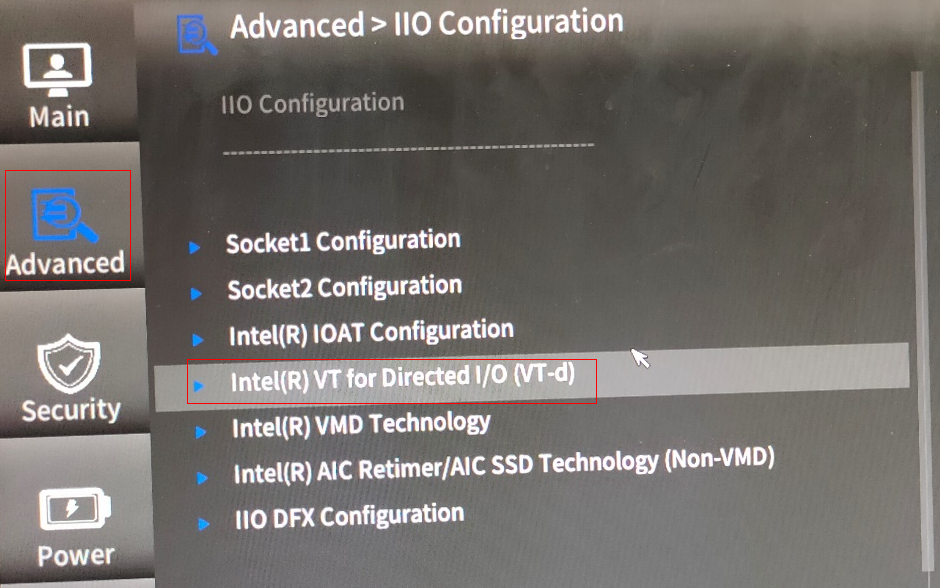 Advanced > IIO Configuration
Main
IIO Configuration
--------------------------------------------------
Advanced
Socket1 Configuration
Socket2 Configuration
Intel(R) IOAT Configuration
Intel(R) VT for Directed I/O (VT-d)
Security
Intel(R) VMD Technology
Intel(R) AIC Retimer/AIC SSD Technology (Non-VMD)
IIO DFX Configuration
Power